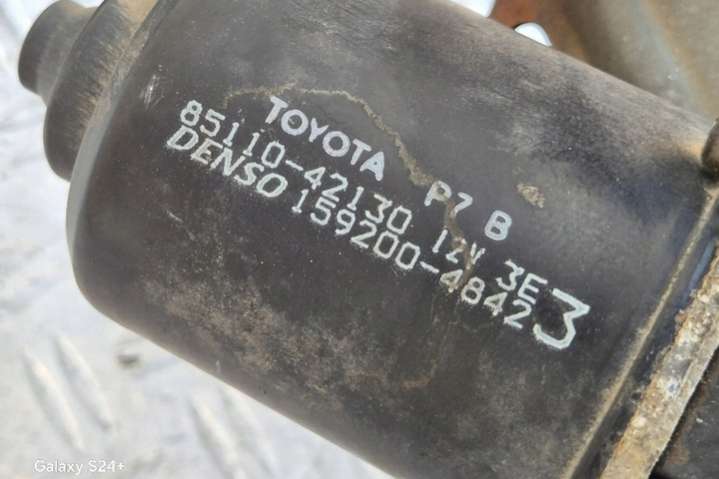 TOYOTA P7 B
85110-42130 12V 3E
DENSO 159200-4842 3
Galaxy S24+